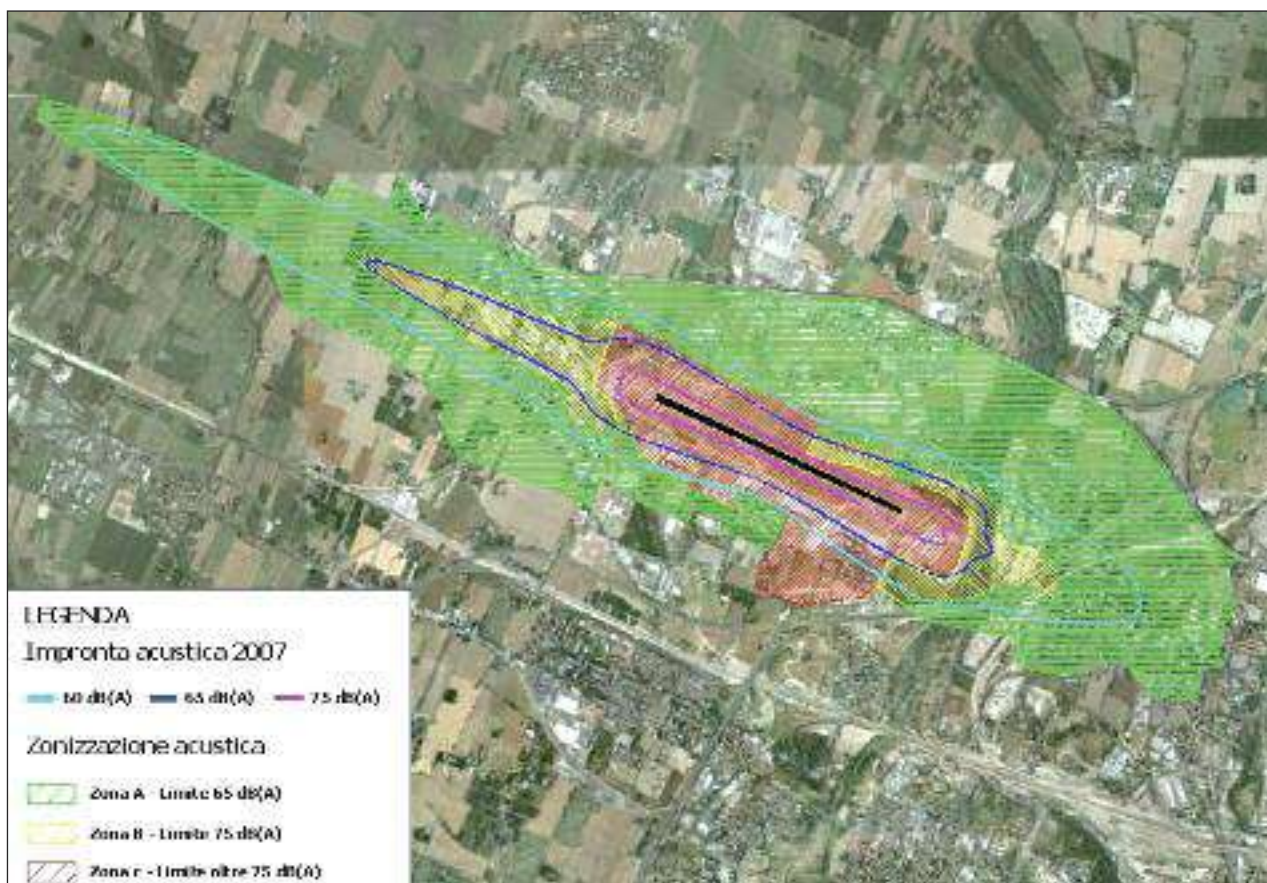 LEGENDA
Impronta acustica 2007
60 dB(A) 65 dB(A) 75 dB(A)
Zonizzazione acustica
Zona A - Limite 65 dB(A)
Zona B - Limite 75 dB(A)
Zona C - Limite oltre 75 dB(A)